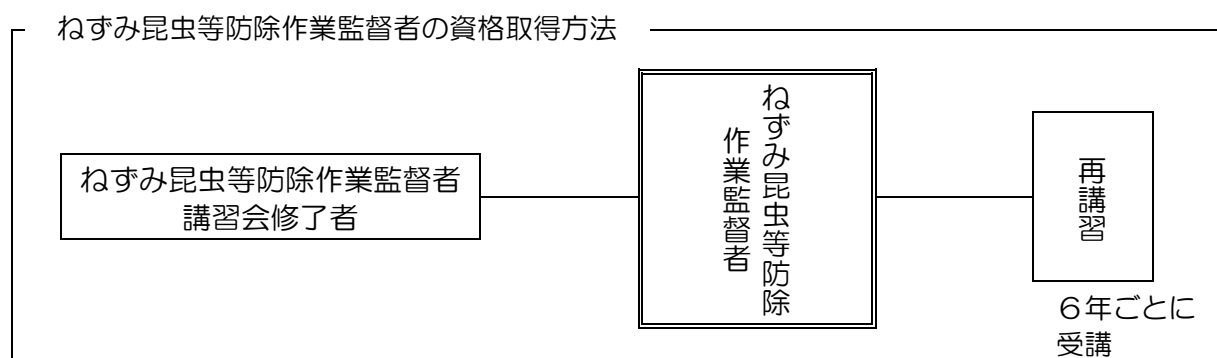 ねずみ昆虫等防除作業監督者の資格取得方法
ねずみ昆虫等防除作業監督者
講習会修了者
ねずみ昆虫等防除
作業監督者
再講習
６年ごとに
受講